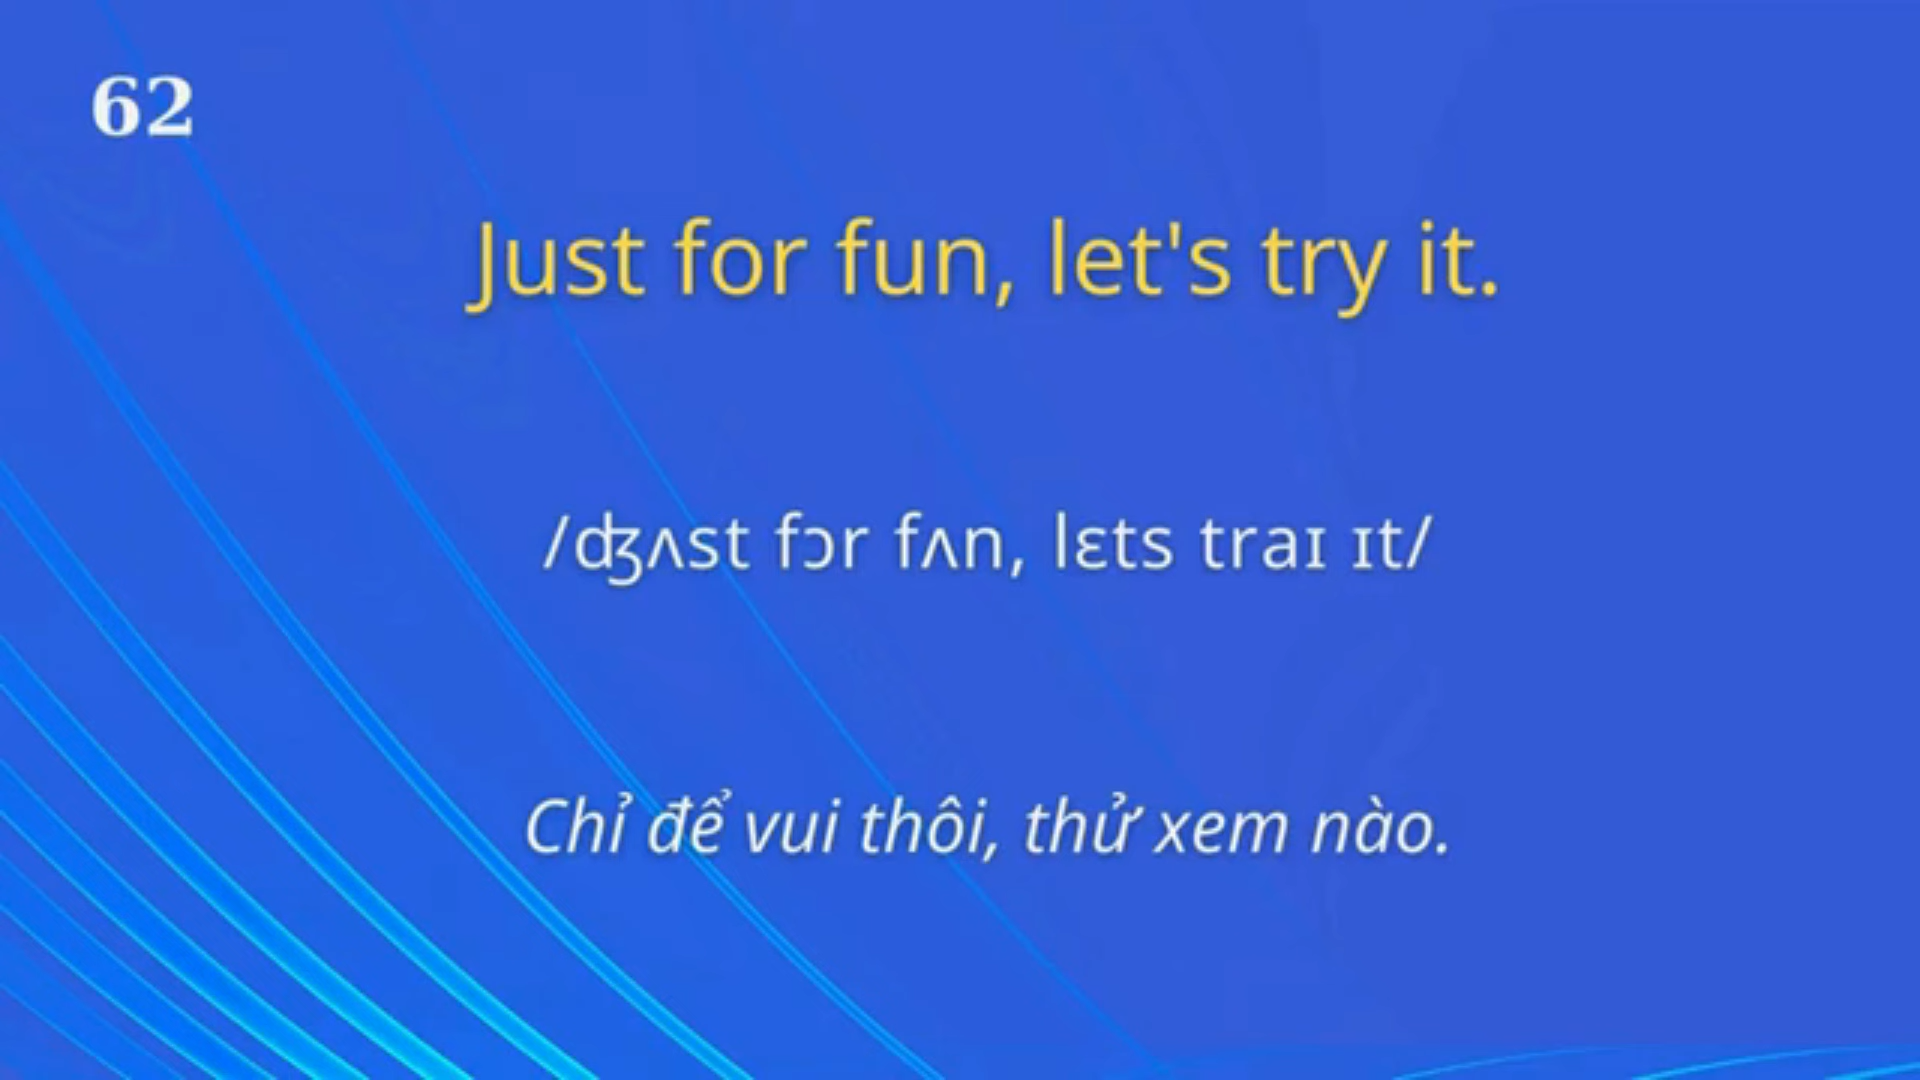 62
Just for fun, let's try it.
/ʤʌst fɔr fʌn, lɛts traɪ ɪt/
Chỉ để vui thôi, thử xem nào.